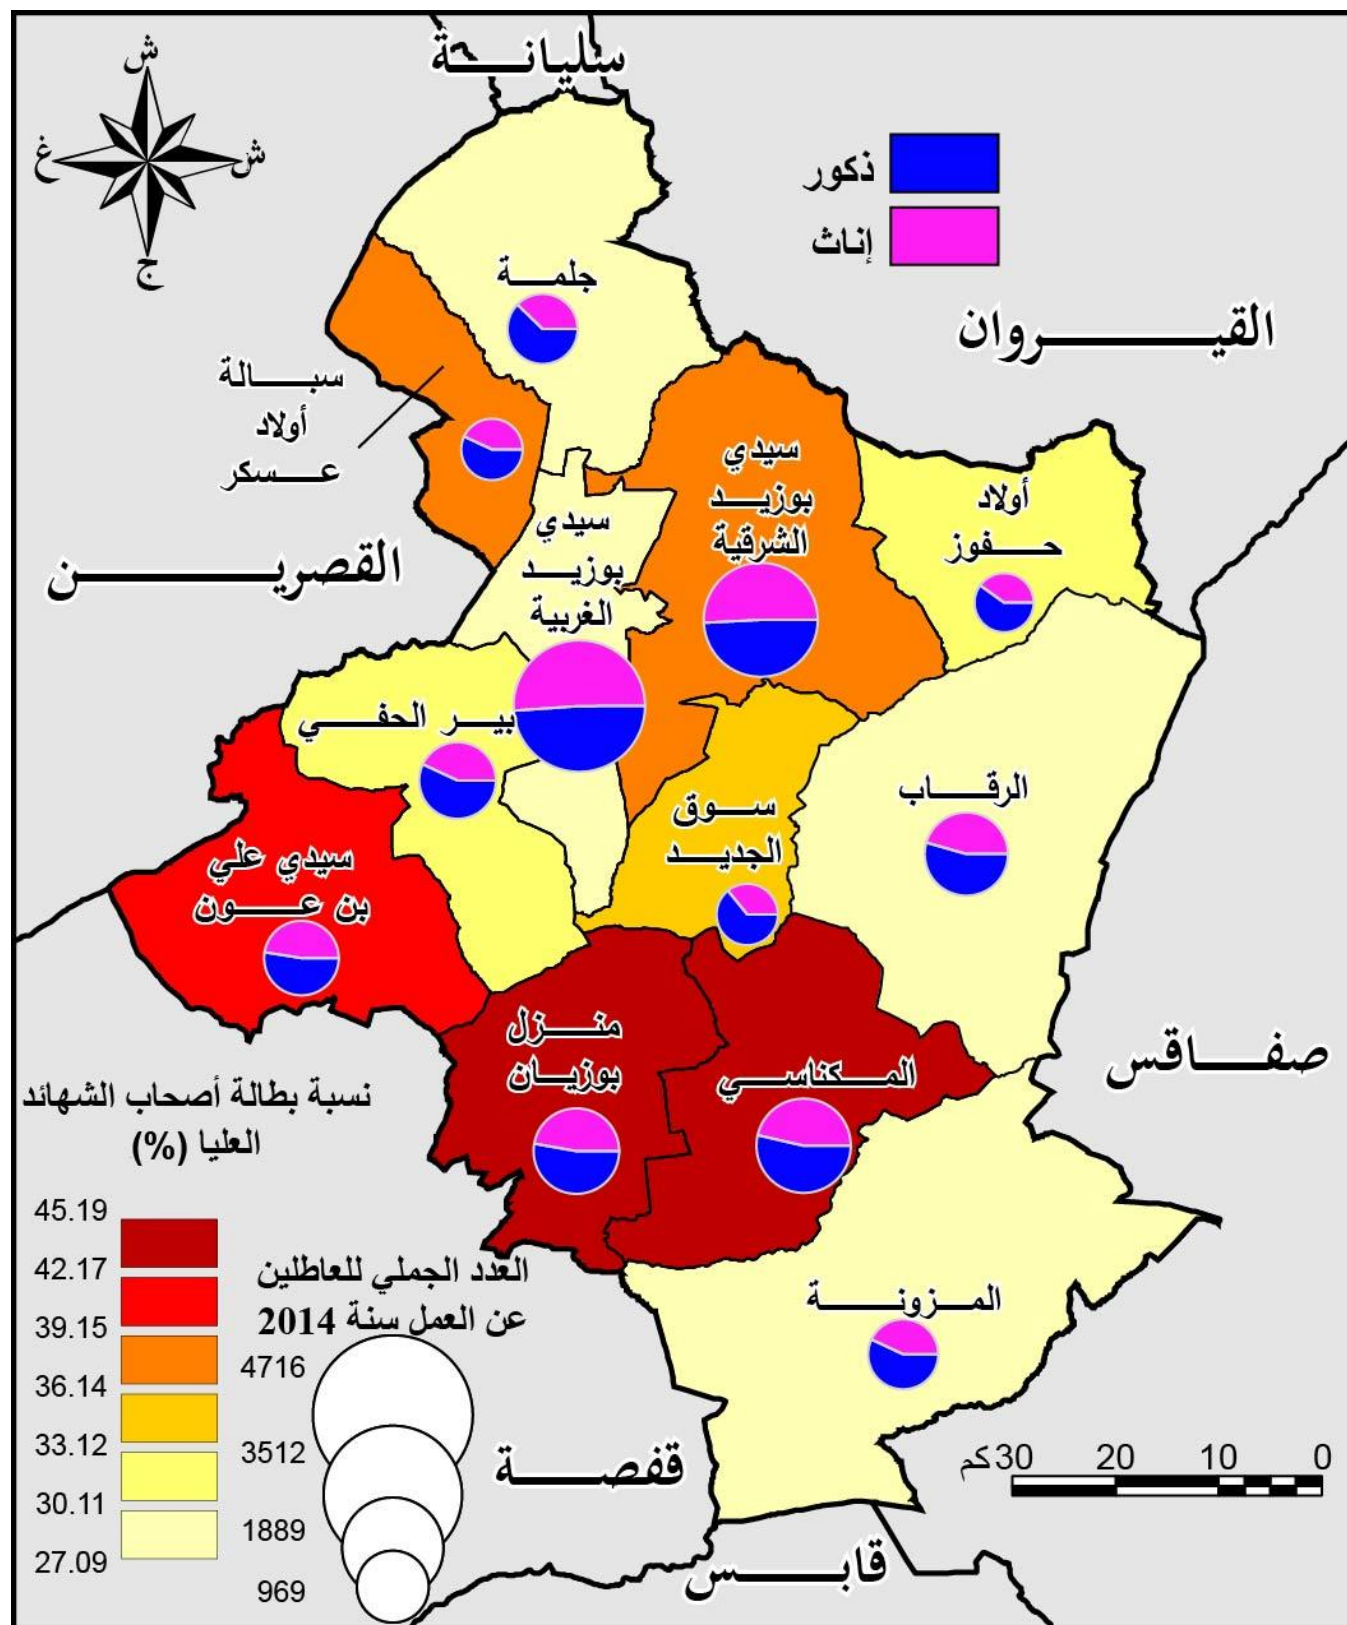 سليانة
ش
ش
غ
ج
ذكور
إناث
القيروان
جلمة
سبالة
أولاد
عسكر
سيدي
بوزيد
الشرقية
أولاد
حفوز
سيدي
بوزيد
الغربية
القصرين
بير الحفي
الرقاب
سوق
الجديد
سيدي علي
بن عون
منزل
بوزيان
المكناسي
صفاقس
نسبة بطالة أصحاب الشهائد
العليا (%)
45.19
42.17
39.15
36.14
33.12
30.11
27.09
العدد الجملي للعاطلين
عن العمل سنة 2014
4716
3512
1889
969
المزونة
قفصة
قابس
0 10 20 30 كم